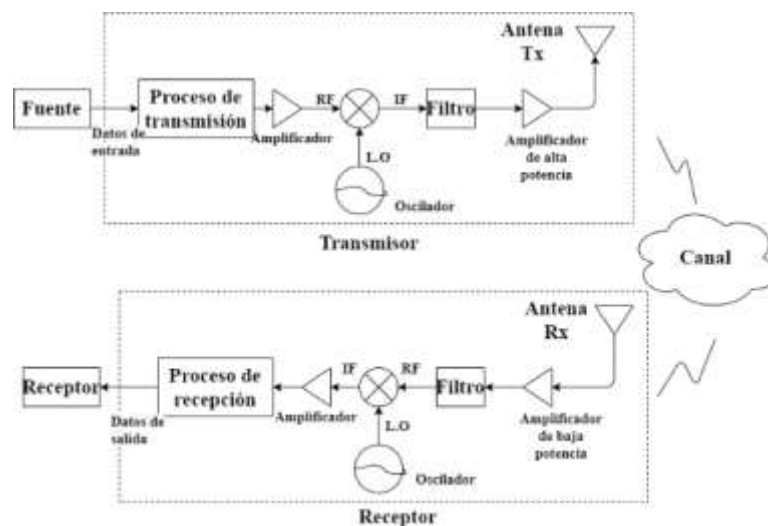 Antena
Tx
Fuente
Proceso de
transmisión
RF
IF
Filtro
Datos de
entrada
Amplificador
L.O
Amplificador
de alta
potencia
Oscilador
Transmisor
Canal
Antena
Rx
Receptor
Proceso de
recepción
IF
RF
Filtro
Datos de
salida
Amplificador
L.O
Amplificador
de baja
potencia
Oscilador
Receptor